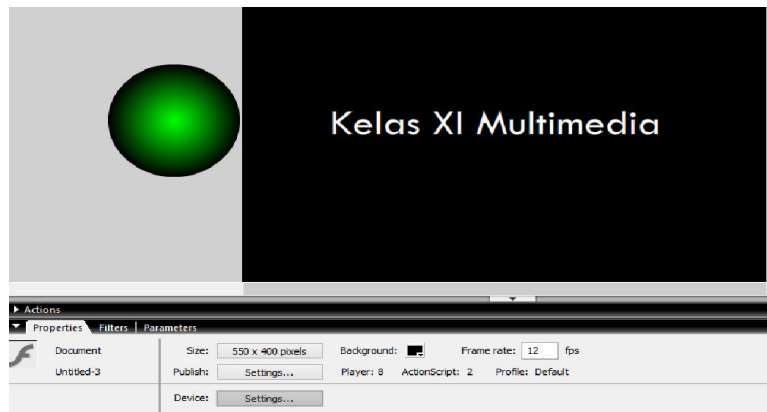 Kelas XI Multimedia
Actions
Properties Filters Parameters
Document Size: 550 x 400 pixels Background: Frame rate: 12 fps
Untitled-3 Publish: Settings... Player: 8 ActionScript: 2 Profile: Default
Device: Settings...